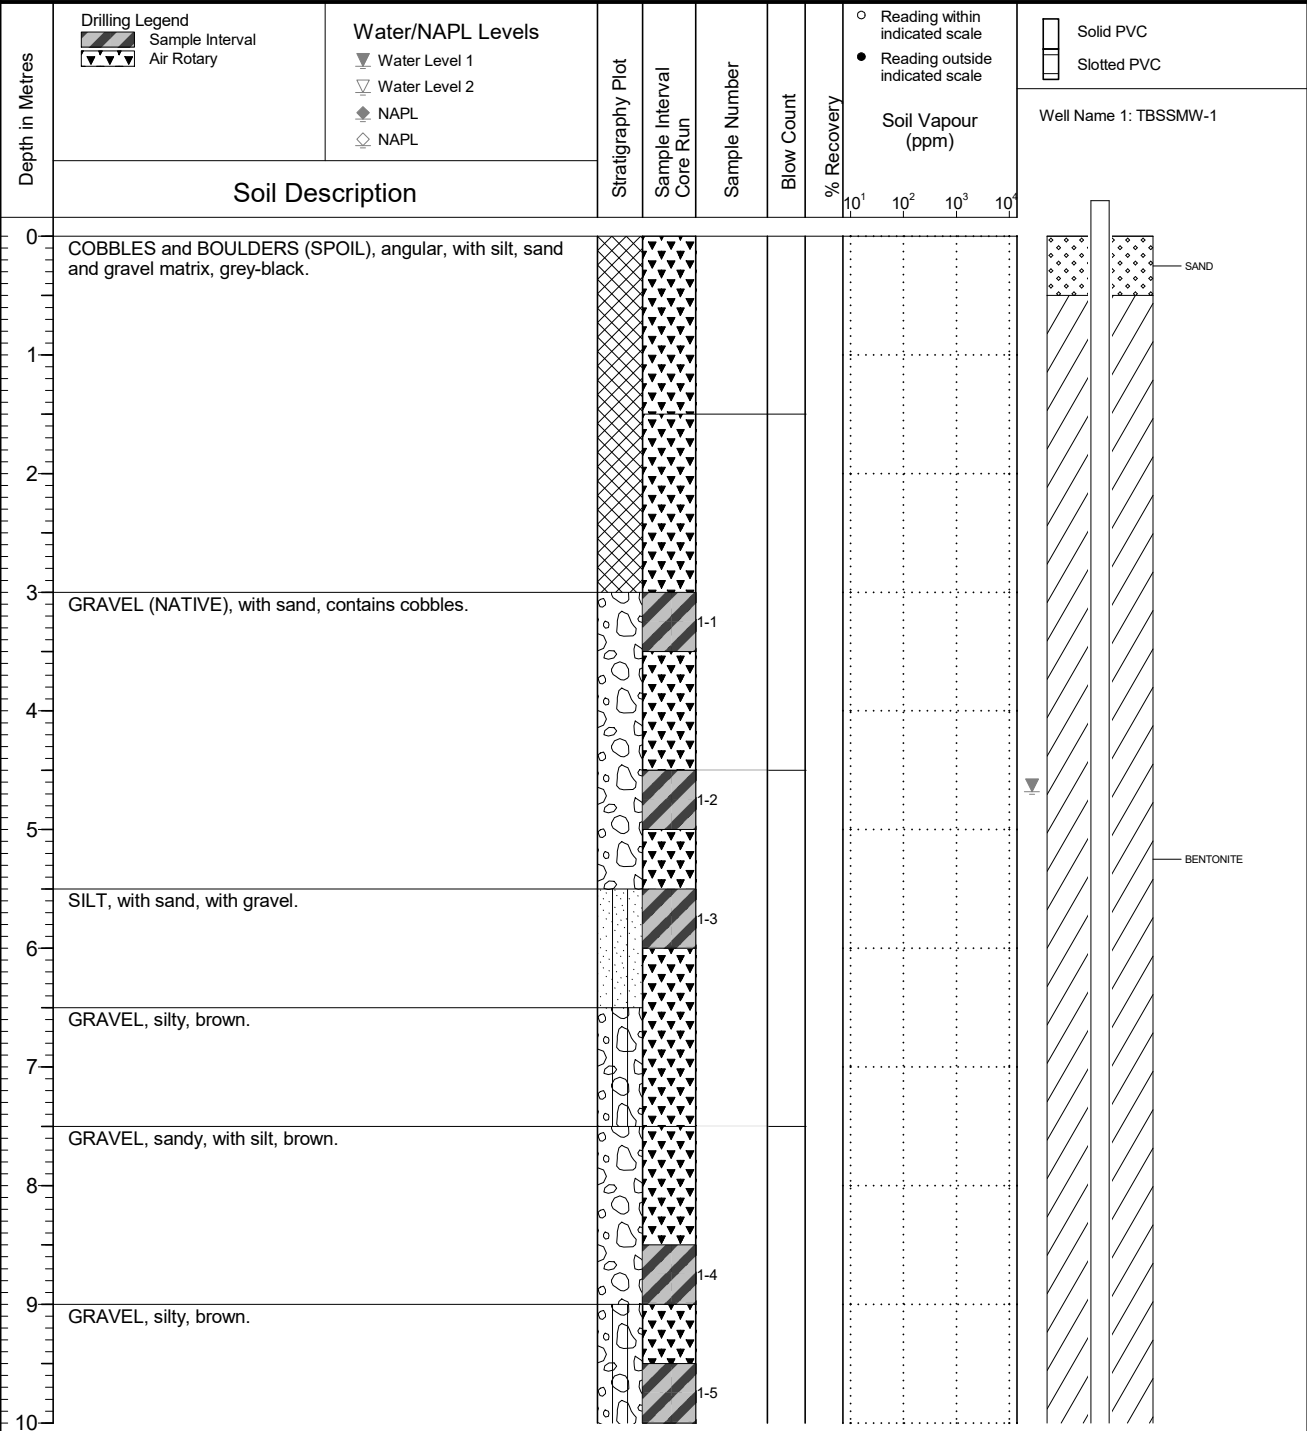 Depth in Metres
Drilling Legend
Sample Interval
Air Rotary
Water/NAPL Levels
Water Level 1
Water Level 2
NAPL
NAPL
Soil Description
Stratigraphy Plot
Sample Interval
Core Run
Sample Number
Blow Count
% Recovery
Reading within
indicated scale
Reading outside
indicated scale
Soil Vapour
(ppm)
10¹ 10² 10³ 10⁴
Solid PVC
Slotted PVC
Well Name 1: TBSSMW-1
0
COBBLES and BOULDERS (SPOIL), angular, with silt, sand
and gravel matrix, grey-black.
SAND
1
2
3
GRAVEL (NATIVE), with sand, contains cobbles.
1-1
4
1-2
5
BENTONITE
SILT, with sand, with gravel.
1-3
6
GRAVEL, silty, brown.
7
GRAVEL, sandy, with silt, brown.
8
1-4
9
GRAVEL, silty, brown.
1-5
10